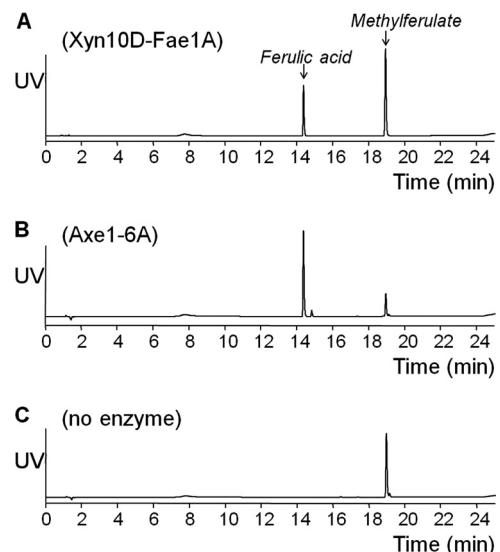 A
(Xyn10D-Fae1A)
Methylferulate
Ferulic acid
UV
0 2 4 6 8 10 12 14 16 18 20 22 24
Time (min)
B
(Axe1-6A)
UV
0 2 4 6 8 10 12 14 16 18 20 22 24
Time (min)
C
(no enzyme)
UV
0 2 4 6 8 10 12 14 16 18 20 22 24
Time (min)